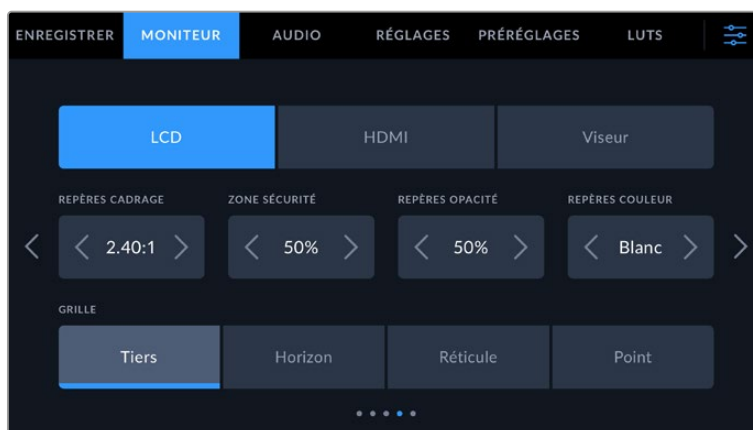 ENREGISTRER MONITEUR AUDIO RÉGLAGES PRÉRÉGLAGES LUTS
LCD HDMI Viseur
REPÈRES CADRAGE ZONE SÉCURITÉ REPÈRES OPACITÉ REPÈRES COULEUR
2.40:1 50% 50% Blanc
GRILLE
Tiers Horizon Réticule Point